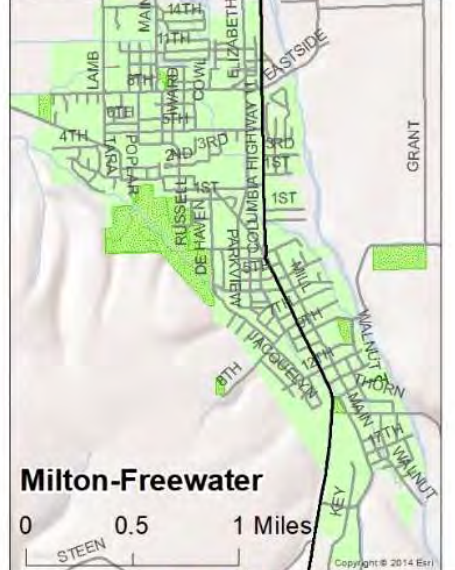 MAIN
14TH
ELIZABETH
11TH
EASTSIDE
LAMB
8TH
WARD
COWL
6TH
5TH
4TH
3RD
3RD
2ND
1ST
TARA
POPLAR
COLUMBIA HIGHWAY 11
GRANT
1ST
1ST
RUSSELL
DE HAVEN
PARKVIEW
5TH
MILL
7TH
9TH
WALNUT
JACQUELYN
12TH
8TH
THORN
MAIN
17TH
WALNUT
Milton-Freewater
KEY
0 0.5 1 Miles
STEEN
Copyright © 2014 Esri